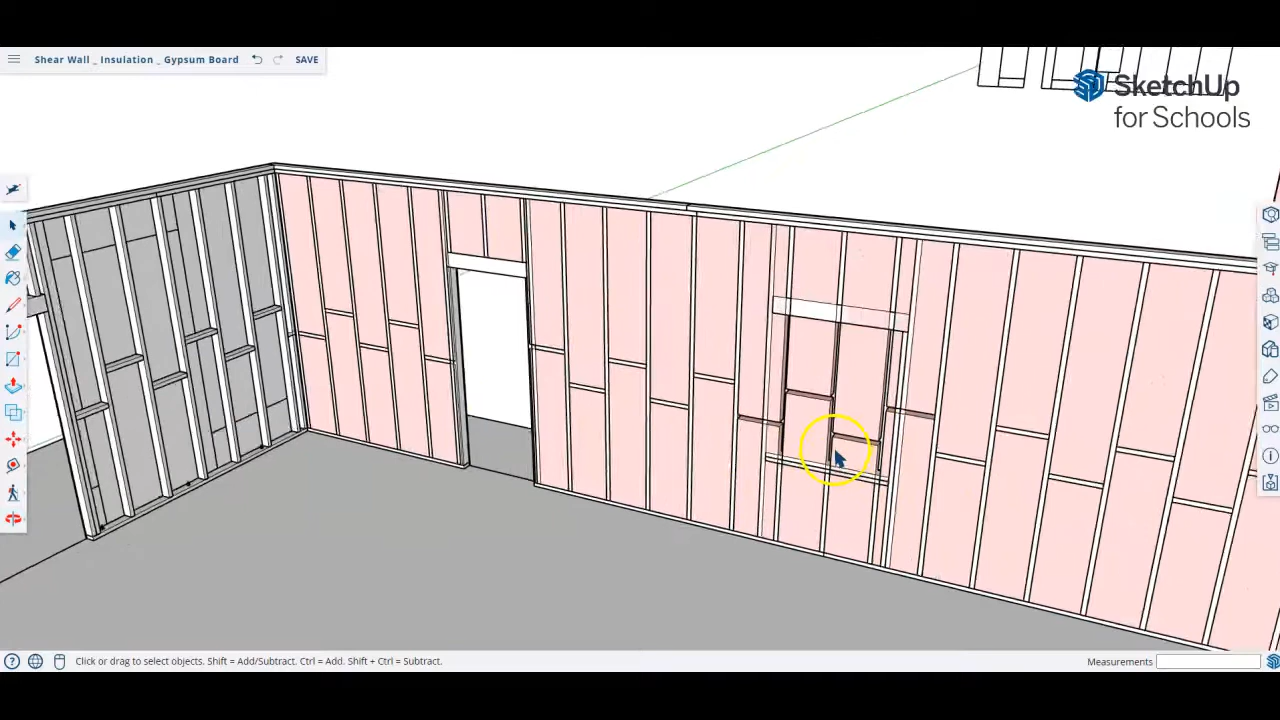 Shear Wall _ Insulation _ Gypsum Board
SAVE
SketchUp
for Schools
Click or drag to select objects. Shift = Add/Subtract. Ctrl = Add. Shift + Ctrl = Subtract.
Measurements